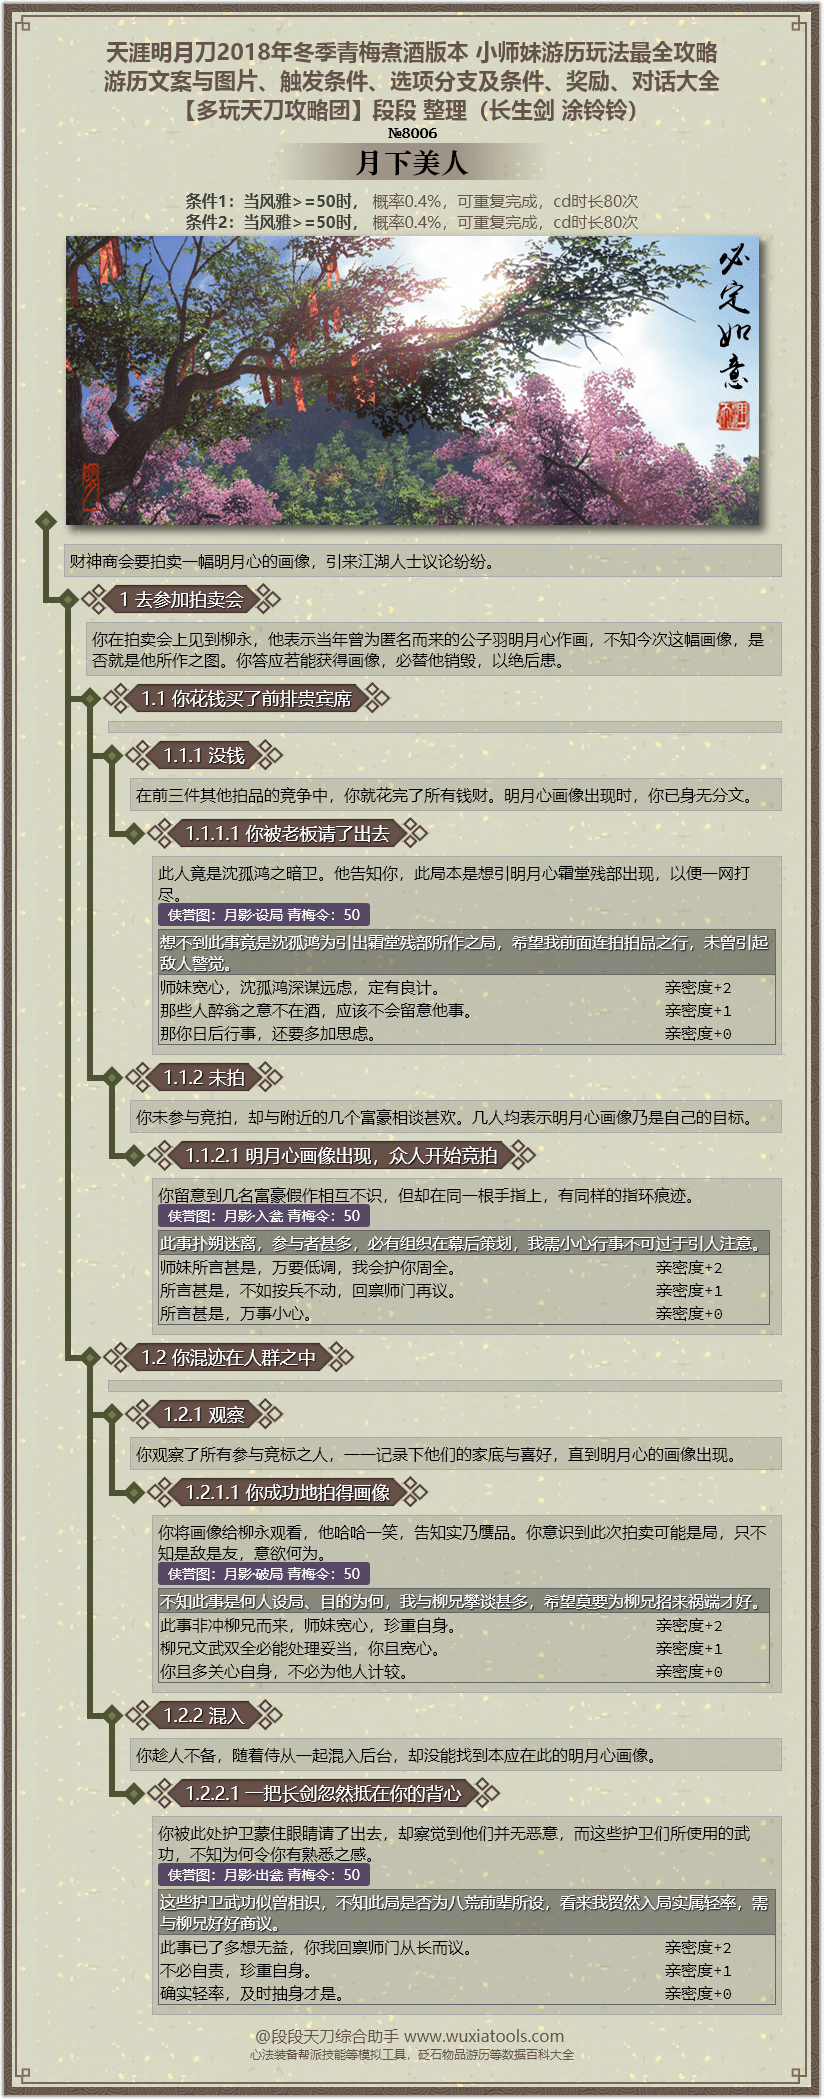 天涯明月刀2018年冬季青梅煮酒版本 小师妹游历玩法最全攻略
游历文案与图片、触发条件、选项分支及条件、奖励、对话大全
【多玩天刀攻略团】段段 整理（长生剑 涂铃铃）
№8006
月下美人
条件1：当风雅>=50时， 概率0.4%，可重复完成，cd时长80次
条件2：当风雅>=50时， 概率0.4%，可重复完成，cd时长80次
必定如意
财神商会要拍卖一幅明月心的画像，引来江湖人士议论纷纷。
1 去参加拍卖会
你在拍卖会上见到柳永，他表示当年曾为匿名而来的公子羽明月心作画，不知今次这幅画像，是
否就是他所作之图。你答应若能获得画像，必替他销毁，以绝后患。
1.1 你花钱买了前排贵宾席
1.1.1 没钱
在前三件其他拍品的竞争中，你就花完了所有钱财。明月心画像出现时，你已身无分文。
1.1.1.1 你被老板请了出去
此人竟是沈孤鸿之暗卫。他告知你，此局本是想引明月心霜堂残部出现，以便一网打
尽。
侠誉图：月影·设局 青梅令：50
想不到此事竟是沈孤鸿为引出霜堂残部所作之局，希望我前面连拍拍品之行，未曾引起
敌人警觉。
师妹宽心，沈孤鸿深谋远虑，定有良计。 亲密度+2
那些人醉翁之意不在酒，应该不会留意他事。 亲密度+1
那你日后行事，还要多加思虑。 亲密度+0
1.1.2 未拍
你未参与竞拍，却与附近的几个富豪相谈甚欢。几人均表示明月心画像乃是自己的目标。
1.1.2.1 明月心画像出现，众人开始竞拍
你留意到几名富豪假作相互不识，但却在同一根手指上，有同样的指环痕迹。
侠誉图：月影·入瓮 青梅令：50
此事扑朔迷离，参与者甚多，必有组织在幕后策划，我需小心行事不可过于引人注意。
师妹所言甚是，万要低调，我会护你周全。 亲密度+2
所言甚是，不如按兵不动，回禀师门再议。 亲密度+1
所言甚是，万事小心。 亲密度+0
1.2 你混迹在人群之中
1.2.1 观察
你观察了所有参与竞标之人，一一记录下他们的家底与喜好，直到明月心的画像出现。
1.2.1.1 你成功地拍得画像
你将画像给柳永观看，他哈哈一笑，告知实乃赝品。你意识到此次拍卖可能是局，只不
知是敌是友，意欲何为。
侠誉图：月影·破局 青梅令：50
不知此事是何人设局、目的为何，我与柳兄攀谈甚多，希望莫要为柳兄招来祸端才好。
此事非冲柳兄而来，师妹宽心，珍重自身。 亲密度+2
柳兄文武双全必能处理妥当，你且宽心。 亲密度+1
你且多关心自身，不必为他人计较。 亲密度+0
1.2.2 混入
你趁人不备，随着侍从一起混入后台，却没能找到本应在此的明月心画像。
1.2.2.1 一把长剑忽然抵在你的背心
你被此处护卫蒙住眼睛请了出去，却察觉到他们并无恶意，而这些护卫们所使用的武
功，不知为何令你有熟悉之感。
侠誉图：月影·出瓮 青梅令：50
这些护卫武功似曾相识，不知此局是否为八荒前辈所设，看来我贸然入局实属轻率，需
与柳兄好好商议。
此事已了多想无益，你我回禀师门从长而议。 亲密度+2
不必自责，珍重自身。 亲密度+1
确实轻率，及时抽身才是。 亲密度+0
@段段天刀综合助手 www.wuxiatools.com
心法装备帮派技能等模拟工具，砭石物品游历等数据百科大全